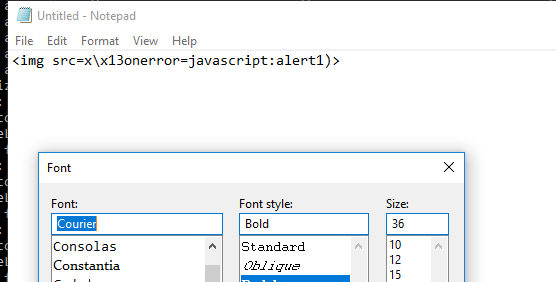 Untitled - Notepad
File Edit Format View Help
<img src=x\x13onerror=javascript:alert1)>
Font
Font: Font style: Size:
Courier Bold 36
Consolas Standard 10
Constantia Oblique 12
15